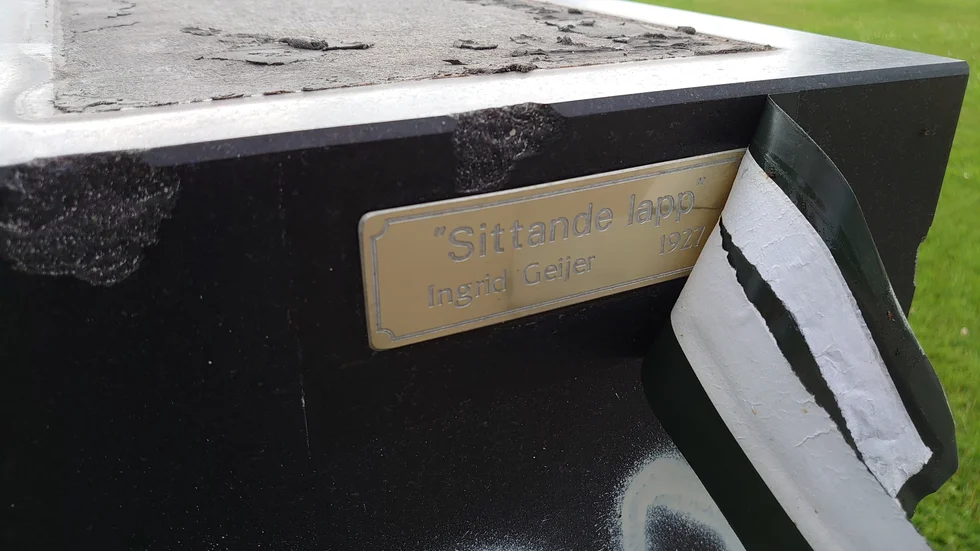 "Sittande lapp"
Ingrid Geijer 1927